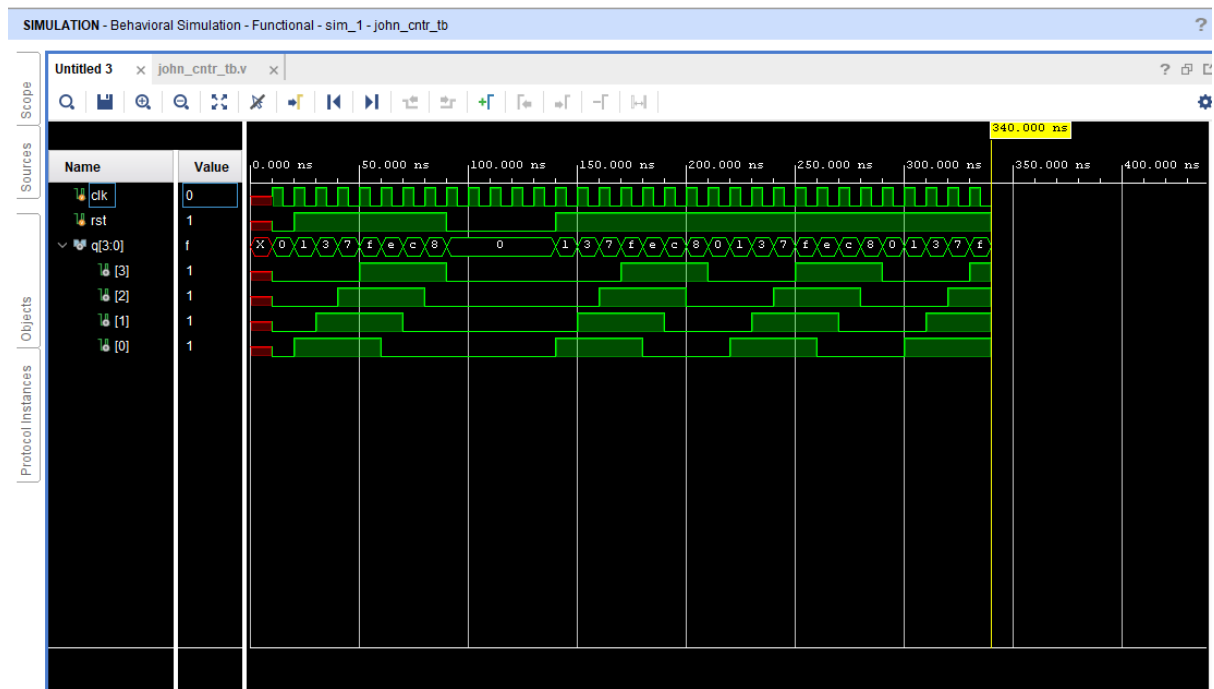 SIMULATION - Behavioral Simulation - Functional - sim_1 - john_cntr_tb ?
Scope
Sources
Objects
Protocol Instances
Untitled 3 x john_cntr_tb.v x ?
340.000 ns
Name Value 0.000 ns 50.000 ns 100.000 ns 150.000 ns 200.000 ns 250.000 ns 300.000 ns 350.000 ns 400.000 ns
clk 0
rst 1
q[3:0] f X 0 1 3 7 f e c 8 0 1 3 7 f e c 8 0 1 3 7 f e c 8 0 1 3 7 f
[3] 1
[2] 1
[1] 1
[0] 1